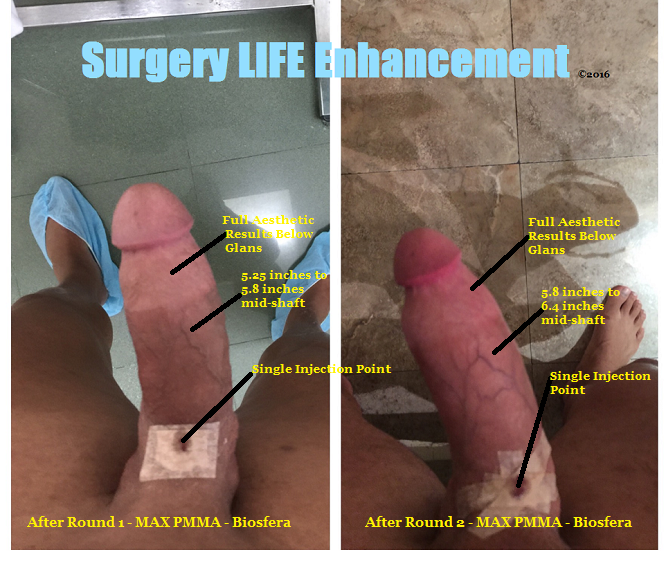 Surgery LIFE Enhancement
©2016
Full Aesthetic
Results Below
Glans
5.25 inches to
5.8 inches
mid-shaft
Single Injection Point
After Round 1 - MAX PMMA - Biosfera
Full Aesthetic
Results Below
Glans
5.8 inches to
6.4 inches
mid-shaft
Single Injection
Point
After Round 2 - MAX PMMA - Biosfera